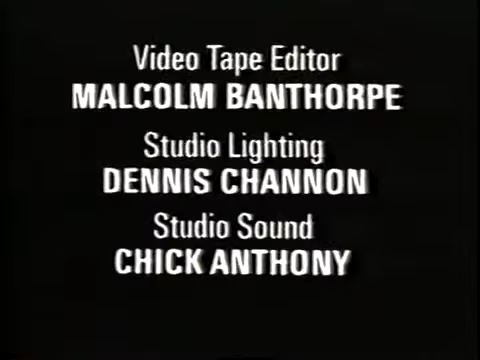 Video Tape Editor
MALCOLM BANTHORPE
Studio Lighting
DENNIS CHANNON
Studio Sound
CHICK ANTHONY